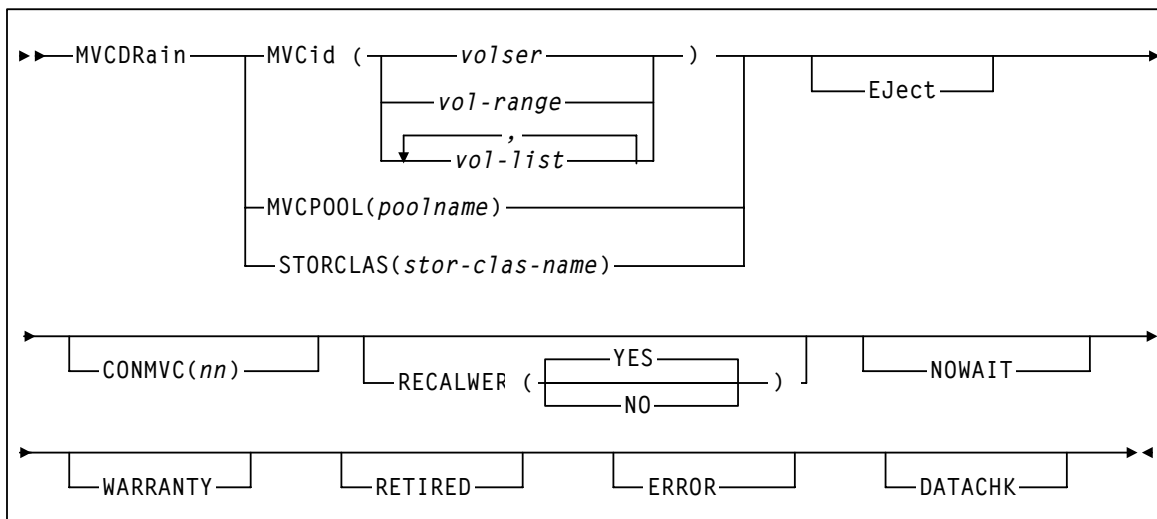 MVCDRain MVCid ( volser )
EJect
vol-range
,
vol-list
MVCPOOL(poolname)
STORCLAS(stor-clas-name)
YES
CONMVC(nn) RECALWER ( ) NOWAIT
NO
WARRANTY RETIRED ERROR DATACHK